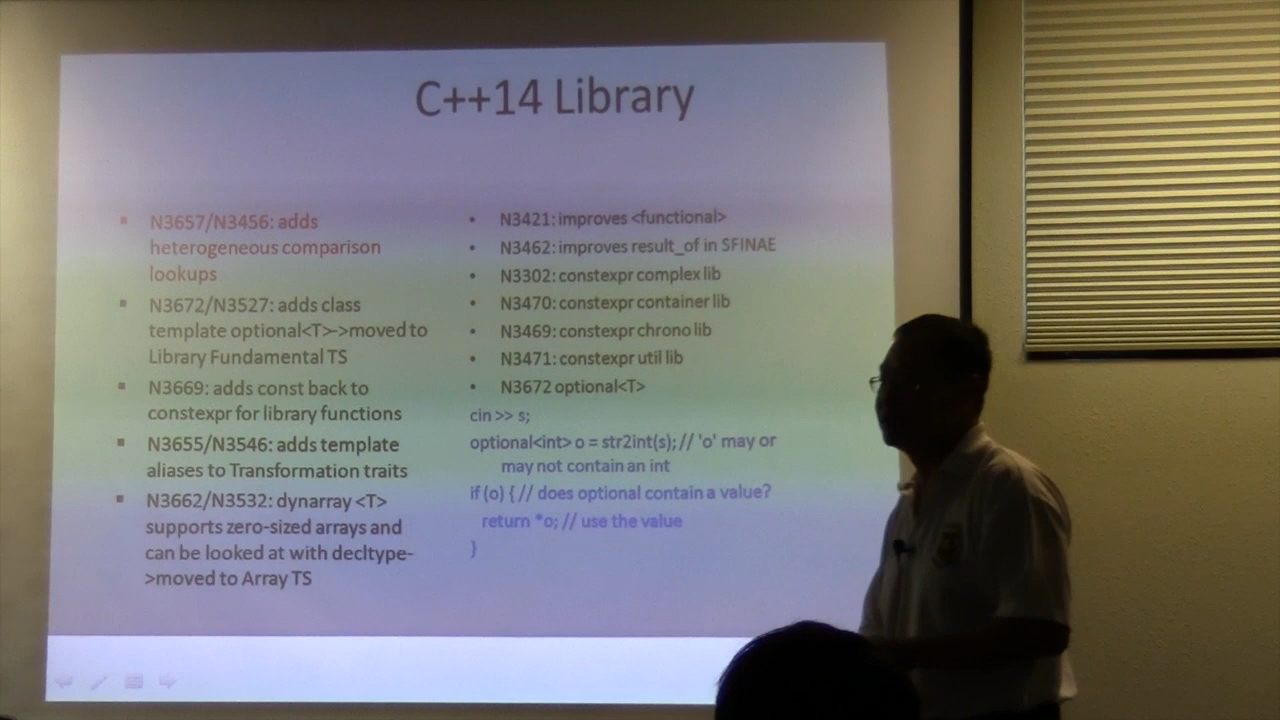 C++14 Library
N3657/N3456: adds
heterogeneous comparison
lookups
N3672/N3527: adds class
template optional<T>->moved to
Library Fundamental TS
N3669: adds const back to
constexpr for library functions
N3655/N3546: adds template
aliases to Transformation traits
N3662/N3532: dynarray <T>
supports zero-sized arrays and
can be looked at with decltype-
>moved to Array TS
N3421: improves <functional>
N3462: improves result_of in SFINAE
N3302: constexpr complex lib
N3470: constexpr container lib
N3469: constexpr chrono lib
N3471: constexpr util lib
N3672 optional<T>
cin >> s;
optional<int> o = str2int(s); // 'o' may or
may not contain an int
if (o) { // does optional contain a value?
return *o; // use the value
}